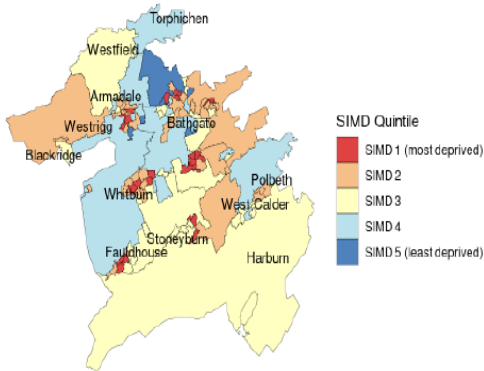 Torphichen
Westfield
Armadale
Westrigg
Bathgate
Blackridge
Polbeth
Whitburn
West Calder
Stoneyburn
Fauldhouse
Harburn
SIMD Quintile
SIMD 1 (most deprived)
SIMD 2
SIMD 3
SIMD 4
SIMD 5 (least deprived)